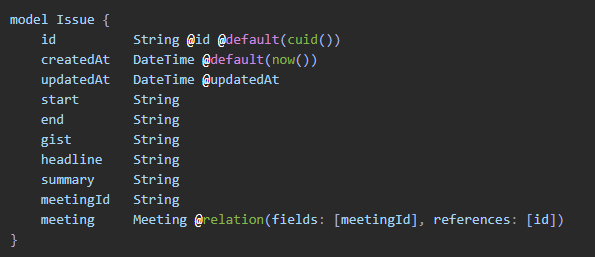 model Issue {
id String @id @default(cuid())
createdAt DateTime @default(now())
updatedAt DateTime @updatedAt
start String
end String
gist String
headline String
summary String
meetingId String
meeting Meeting @relation(fields: [meetingId], references: [id])
}